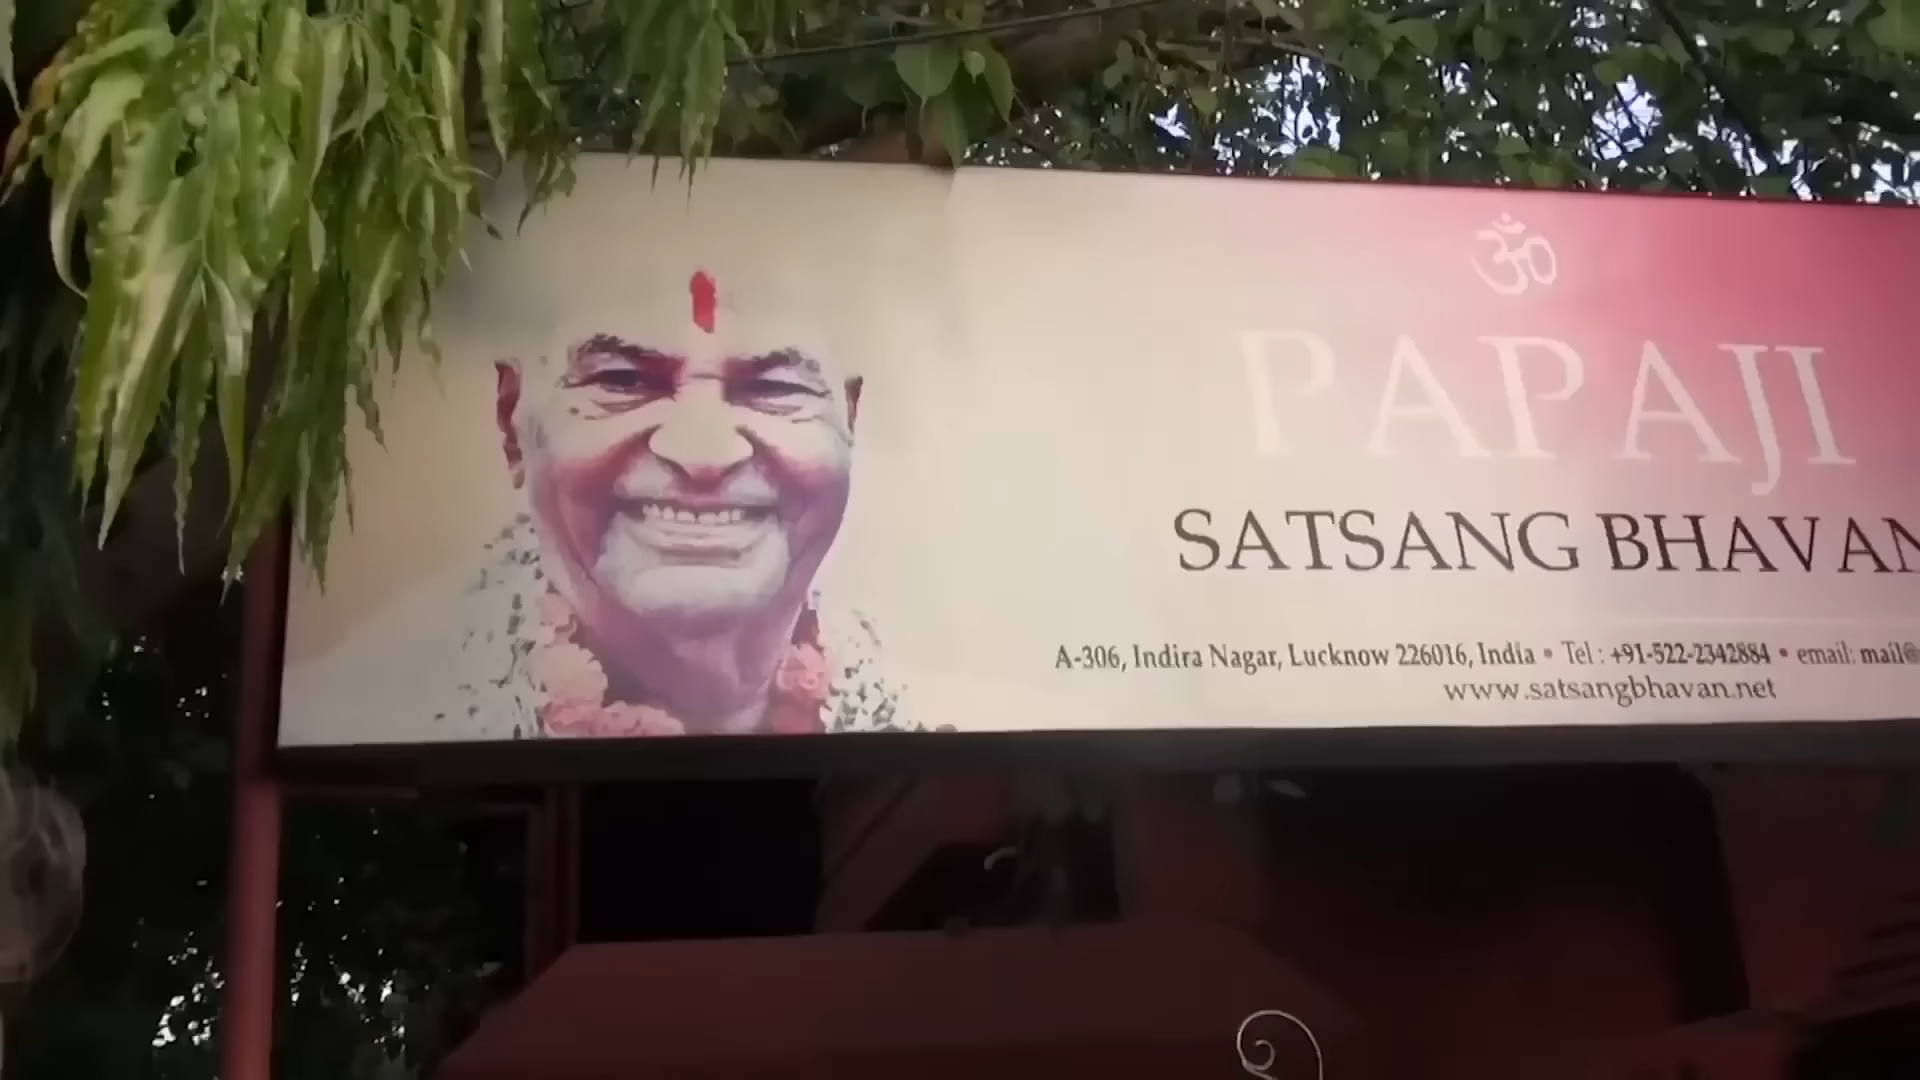 ॐ
PAPAJI
SATSANG BHAVAN
A-306, Indira Nagar, Lucknow 226016, India • Tel : +91-522-2342884 • email: mail@
www.satsangbhavan.net